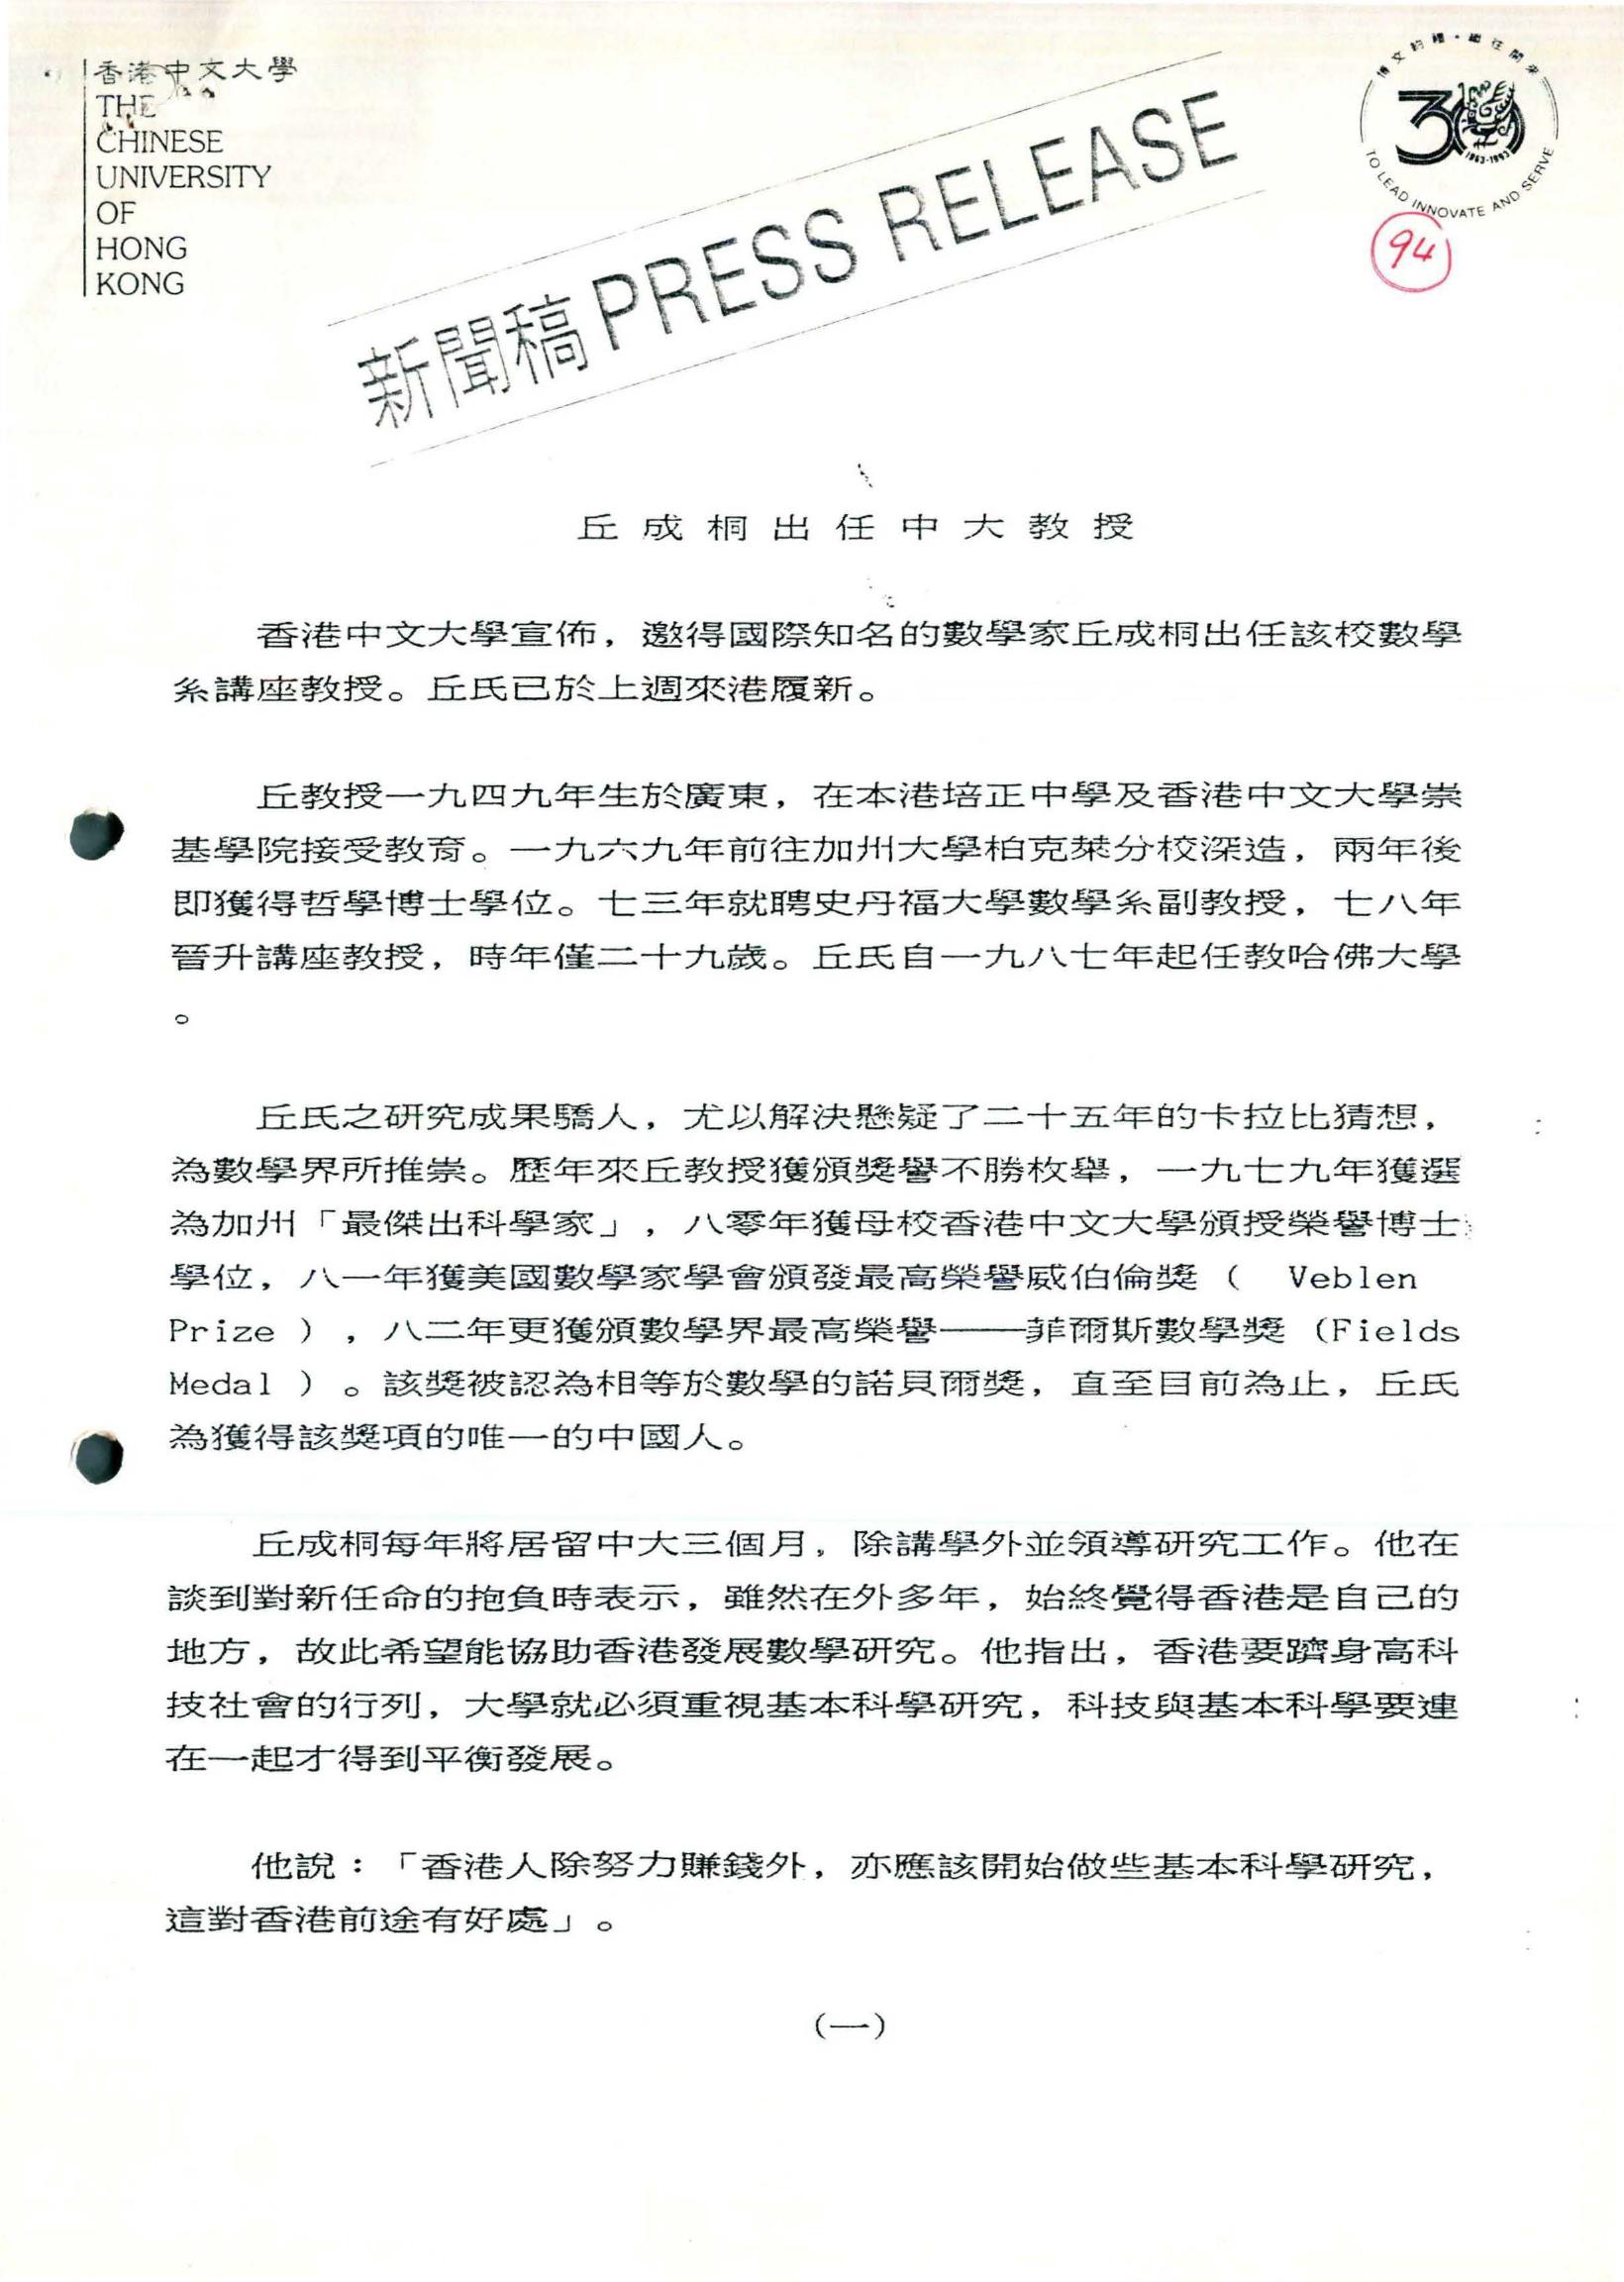 香港中文大學
THE
CHINESE
UNIVERSITY
OF
HONG
KONG
新聞稿 PRESS RELEASE
博文約禮·繼往開來
30
1963-1993
TO LEAD INNOVATE AND SERVE
94
丘成桐出任中大教授
香港中文大學宣佈，邀得國際知名的數學家丘成桐出任該校數學
系講座教授。丘氏已於上週來港履新。
丘教授一九四九年生於廣東，在本港培正中學及香港中文大學崇
基學院接受教育。一九六九年前往加州大學柏克萊分校深造，兩年後
即獲得哲學博士學位。七三年就聘史丹福大學數學系副教授，七八年
晉升講座教授，時年僅二十九歲。丘氏自一九八七年起任教哈佛大學
。
丘氏之研究成果驕人，尤以解決懸疑了二十五年的卡拉比猜想，
為數學界所推崇。歷年來丘教授獲頒獎譽不勝枚舉，一九七九年獲選
為加州「最傑出科學家」，八零年獲母校香港中文大學頒授榮譽博士
學位，八一年獲美國數學家學會頒發最高榮譽威伯倫獎（ Veblen
Prize ），八二年更獲頒數學界最高榮譽——菲爾斯數學獎 (Fields
Medal ）。該獎被認為相等於數學的諾貝爾獎，直至目前為止，丘氏
為獲得該獎項的唯一的中國人。
丘成桐每年將居留中大三個月，除講學外並領導研究工作。他在
談到對新任命的抱負時表示，雖然在外多年，始終覺得香港是自己的
地方，故此希望能協助香港發展數學研究。他指出，香港要躋身高科
技社會的行列，大學就必須重視基本科學研究，科技與基本科學要連
在一起才得到平衡發展。
他說：「香港人除努力賺錢外，亦應該開始做些基本科學研究，
這對香港前途有好處」。
(一)